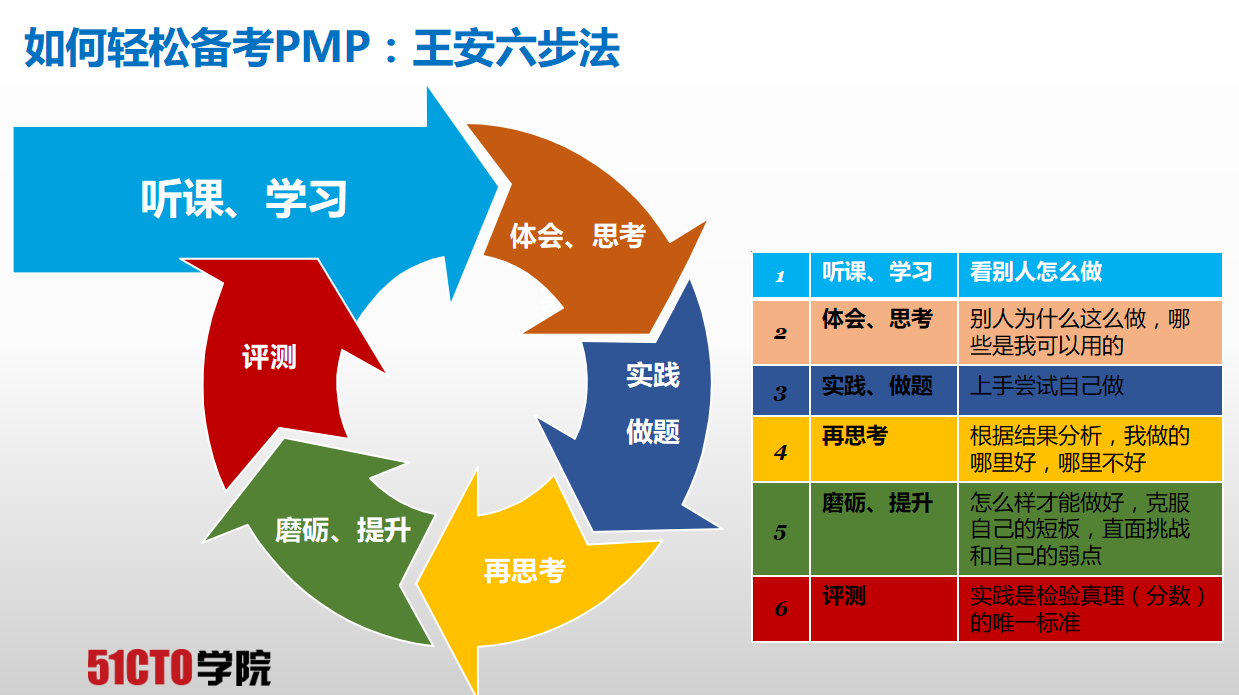 如何轻松备考PMP：王安六步法
听课、学习
体会、思考
实践
做题
再思考
磨砺、提升
评测
1 听课、学习 看别人怎么做
2 体会、思考 别人为什么这么做，哪
些是我可以用的
3 实践、做题 上手尝试自己做
4 再思考 根据结果分析，我做的
哪里好，哪里不好
5 磨砺、提升 怎么样才能做好，克服
自己的短板，直面挑战
和自己的弱点
6 评测 实践是检验真理（分数）
的唯一标准
51CTO学院